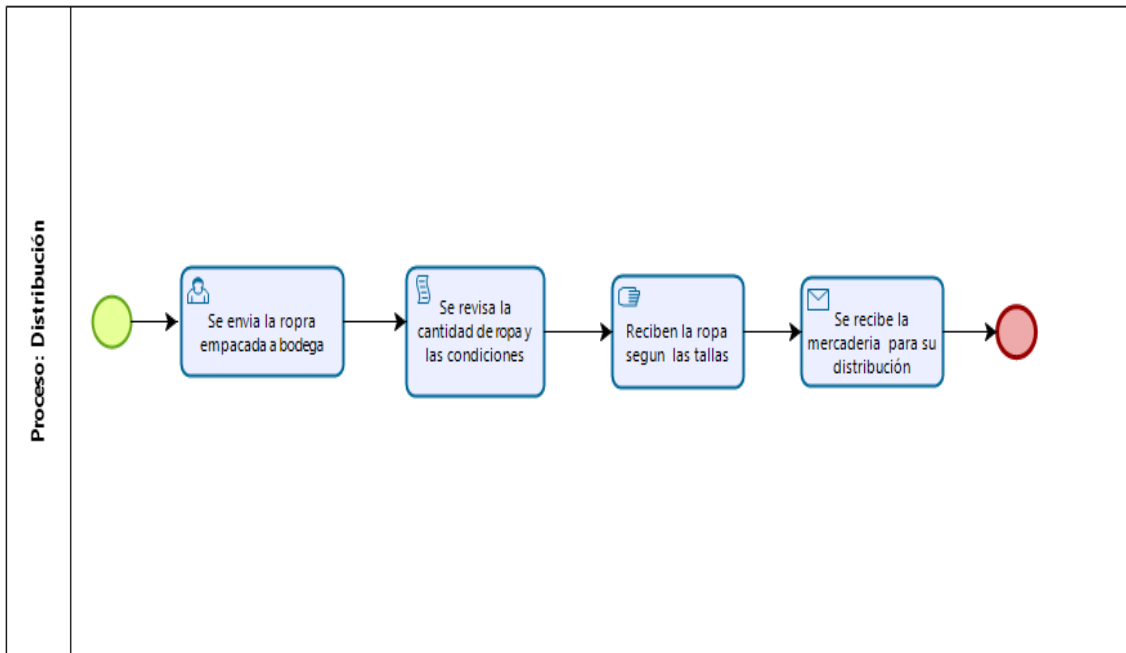 Proceso: Distribución
Se envia la ropra
empacada a bodega
Se revisa la
cantidad de ropa y
las condiciones
Reciben la ropa
segun las tallas
Se recibe la
mercaderia para su
distribución